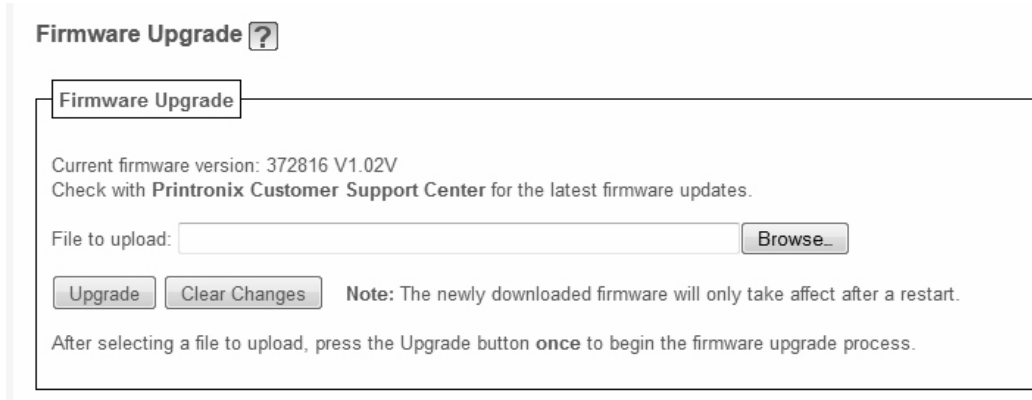 Firmware Upgrade ?
Firmware Upgrade
Current firmware version: 372816 V1.02V
Check with Printronix Customer Support Center for the latest firmware updates.
File to upload: Browse...
Upgrade Clear Changes Note: The newly downloaded firmware will only take affect after a restart.
After selecting a file to upload, press the Upgrade button once to begin the firmware upgrade process.